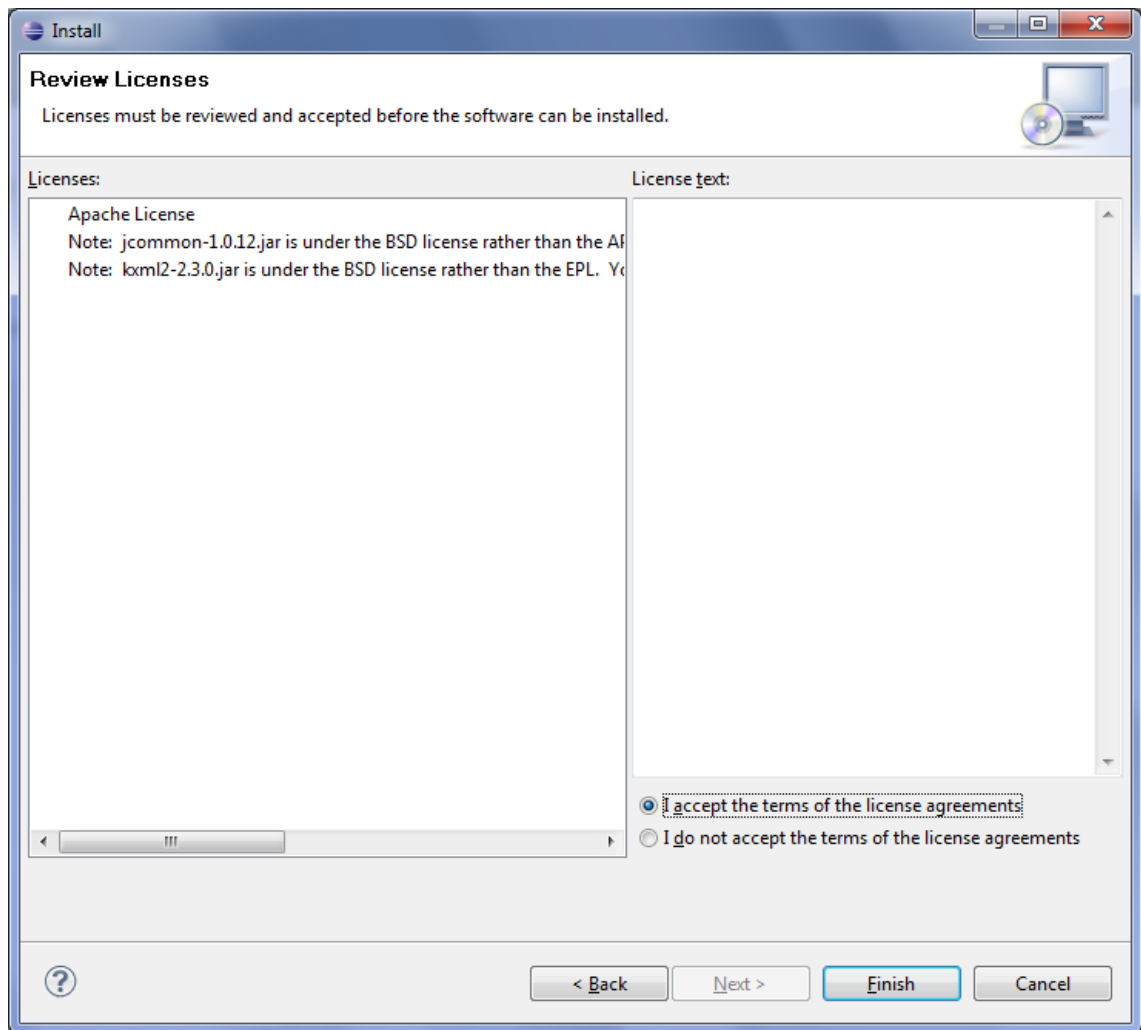 Install
Review Licenses
Licenses must be reviewed and accepted before the software can be installed.
Licenses:
License text:
Apache License
Note: jcommon-1.0.12.jar is under the BSD license rather than the
Note: kxml2-2.3.0.jar is under the BSD license rather than the EPL.
I accept the terms of the license agreements
I do not accept the terms of the license agreements
?
< Back
Next >
Finish
Cancel